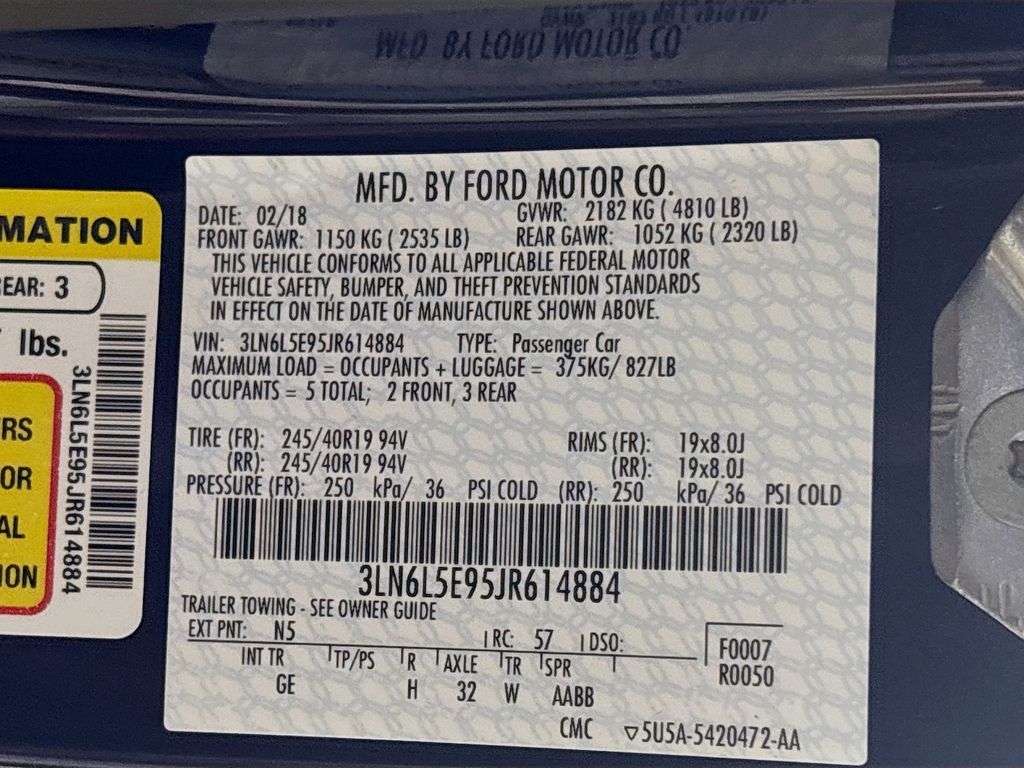 MFD. BY FORD MOTOR CO.
MATION
EAR: 3
lbs.
3LN6L5E95JR614884
RS
OR
AL
ION
MFD. BY FORD MOTOR CO.
DATE: 02/18 GVWR: 2182 KG ( 4810 LB)
FRONT GAWR: 1150 KG ( 2535 LB) REAR GAWR: 1052 KG ( 2320 LB)
THIS VEHICLE CONFORMS TO ALL APPLICABLE FEDERAL MOTOR
VEHICLE SAFETY, BUMPER, AND THEFT PREVENTION STANDARDS
IN EFFECT ON THE DATE OF MANUFACTURE SHOWN ABOVE.
VIN: 3LN6L5E95JR614884 TYPE: Passenger Car
MAXIMUM LOAD = OCCUPANTS + LUGGAGE = 375KG/ 827LB
OCCUPANTS = 5 TOTAL; 2 FRONT, 3 REAR
TIRE (FR): 245/40R19 94V RIMS (FR): 19x8.0J
(RR): 245/40R19 94V (RR): 19x8.0J
PRESSURE (FR): 250 kPa/ 36 PSI COLD (RR): 250 kPa/ 36 PSI COLD
3LN6L5E95JR614884
TRAILER TOWING - SEE OWNER GUIDE
EXT PNT: N5 RC: 57 DSO:
F0007
R0050
INT TR TP/PS R AXLE TR SPR
GE H 32 W AABB
CMC ▽5U5A-5420472-AA